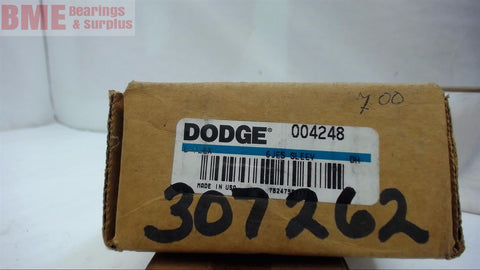 BME Bearings
& Surplus
7.00
DODGE® 004248
6JES SLEEV
MADE IN USA
307262